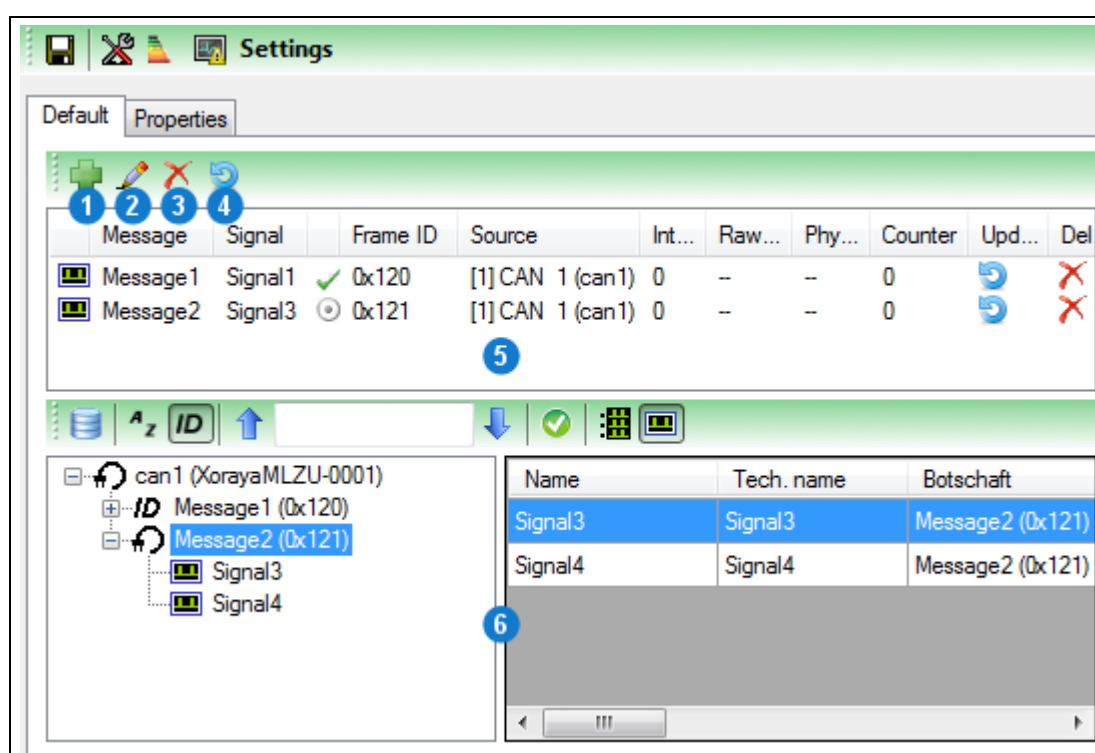 Settings
Default Properties
1 2 3 4
Message Signal Frame ID Source Int... Raw... Phy... Counter Upd... Del
Message1 Signal1 0x120 [1] CAN 1 (can1) 0 -- -- 0
Message2 Signal3 0x121 [1] CAN 1 (can1) 0 -- -- 0
5
AZ ID
can1 (XorayaMLZU-0001) Name Tech. name Botschaft
ID Message1 (0x120) Signal3 Signal3 Message2 (0x121)
Message2 (0x121)
Signal3 Signal4 Signal4 Message2 (0x121)
Signal4
6